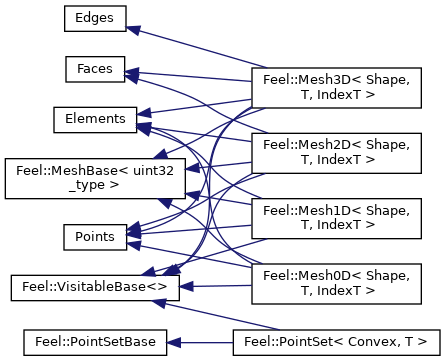 Edges
Faces
Elements
Feel::MeshBase< uint32
_type >
Points
Feel::VisitableBase<>
Feel::PointSetBase
Feel::Mesh3D< Shape,
T, IndexT >
Feel::Mesh2D< Shape,
T, IndexT >
Feel::Mesh1D< Shape,
T, IndexT >
Feel::Mesh0D< Shape,
T, IndexT >
Feel::PointSet< Convex, T >